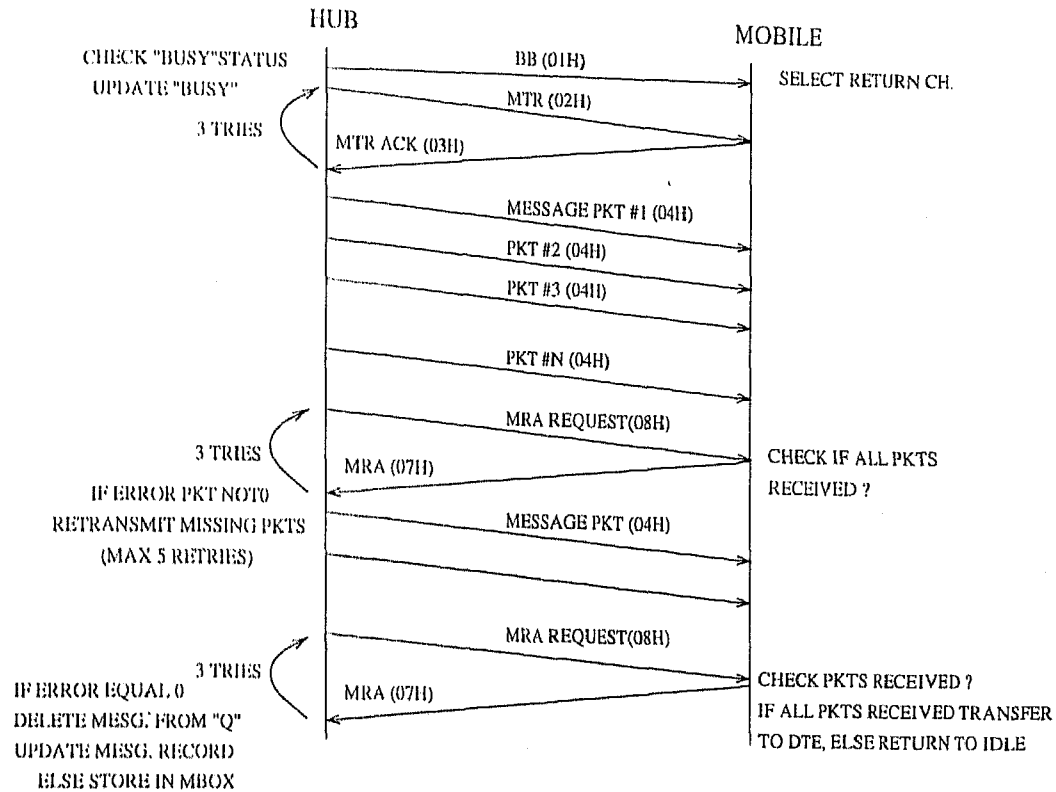 HUB
MOBILE
CHECK "BUSY"STATUS
UPDATE "BUSY"
BB (01H)
SELECT RETURN CH.
MTR (02H)
3 TRIES
MTR ACK (03H)
MESSAGE PKT #1 (04H)
PKT #2 (04H)
PKT #3 (04H)
PKT #N (04H)
MRA REQUEST(08H)
3 TRIES
MRA (07H)
CHECK IF ALL PKTS
RECEIVED ?
IF ERROR PKT NOT0
RETRANSMIT MISSING PKTS
(MAX 5 RETRIES)
MESSAGE PKT (04H)
MRA REQUEST(08H)
3 TRIES
MRA (07H)
IF ERROR EQUAL 0
DELETE MESG. FROM "Q"
UPDATE MESG. RECORD
ELSE STORE IN MBOX
CHECK PKTS RECEIVED ?
IF ALL PKTS RECEIVED TRANSFER
TO DTE, ELSE RETURN TO IDLE